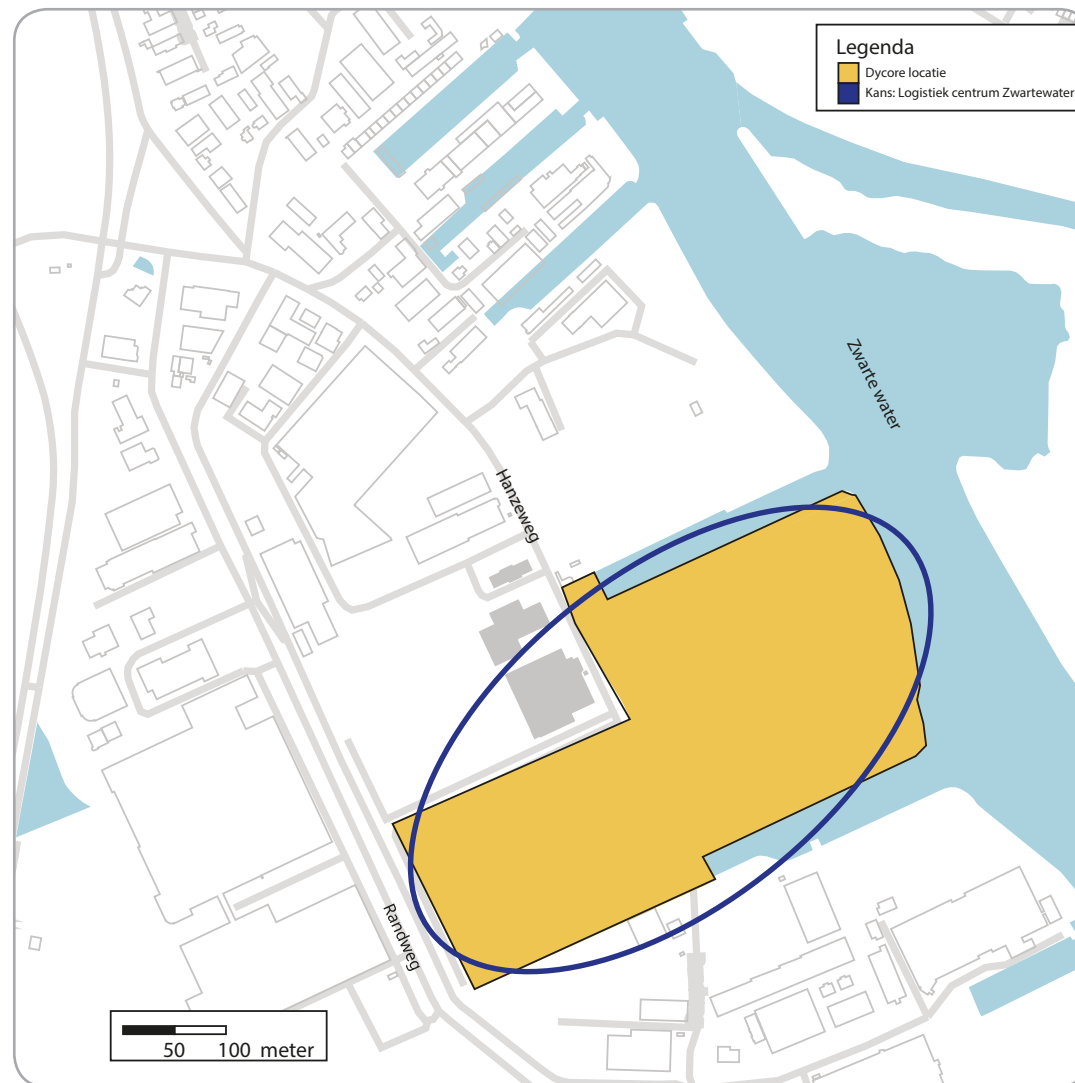 Legenda
Dycore locatie
Kans: Logistiek centrum Zwartewater
Zwarte water
Hanzeweg
Randweg
50 100 meter